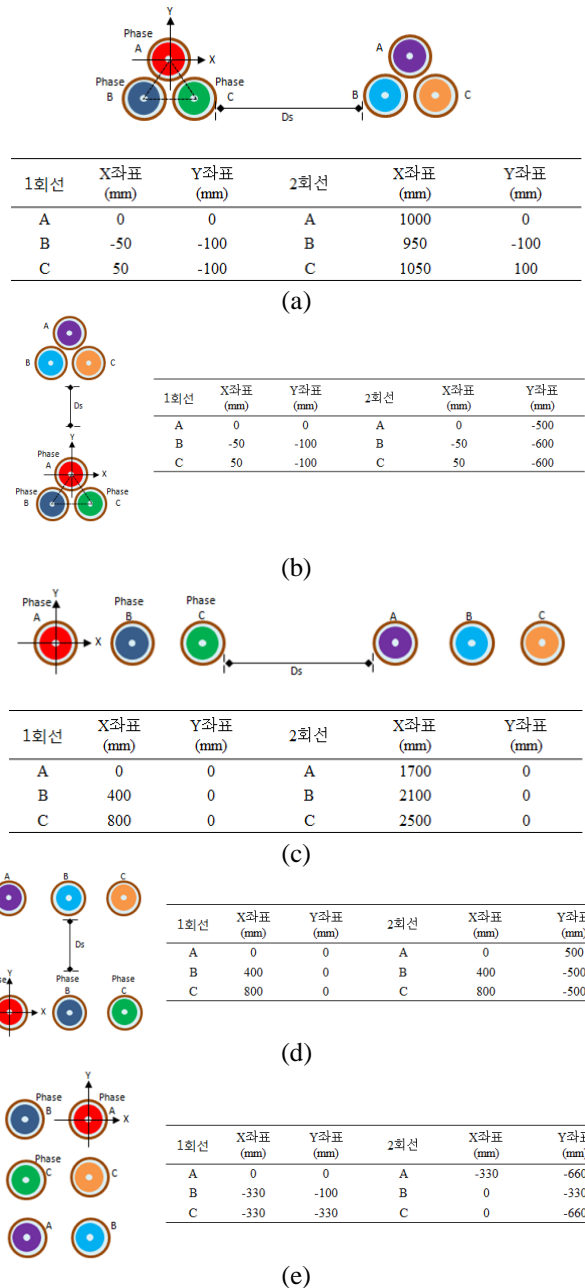 Y
Phase
A
X
A
Phase
B
Phase
C
B
C
Ds
1회선 X좌표 (mm) Y좌표 (mm) 2회선 X좌표 (mm) Y좌표 (mm)
A 0 0 A 1000 0
B -50 -100 B 950 -100
C 50 -100 C 1050 100
(a)
A
B
C
Ds
Y
Phase
A
X
Phase
B
Phase
C
1회선 X좌표 (mm) Y좌표 (mm) 2회선 X좌표 (mm) Y좌표 (mm)
A 0 0 A 0 -500
B -50 -100 B -50 -600
C 50 -100 C 50 -600
(b)
Phase
A
Y
X
Phase
B
Phase
C
Ds
A
B
C
1회선 X좌표 (mm) Y좌표 (mm) 2회선 X좌표 (mm) Y좌표 (mm)
A 0 0 A 1700 0
B 400 0 B 2100 0
C 800 0 C 2500 0
(c)
A
B
C
Ds
Y
X
Phase
B
Phase
C
1회선 X좌표 (mm) Y좌표 (mm) 2회선 X좌표 (mm) Y좌표 (mm)
A 0 0 A 0 500
B 400 0 B 400 -500
C 800 0 C 800 -500
(d)
Y
Phase
B
Phase
A
X
Phase
C
C
A
B
1회선 X좌표 (mm) Y좌표 (mm) 2회선 X좌표 (mm) Y좌표 (mm)
A 0 0 A -330 -660
B -330 -100 B 0 -330
C -330 -330 C 0 -660
(e)